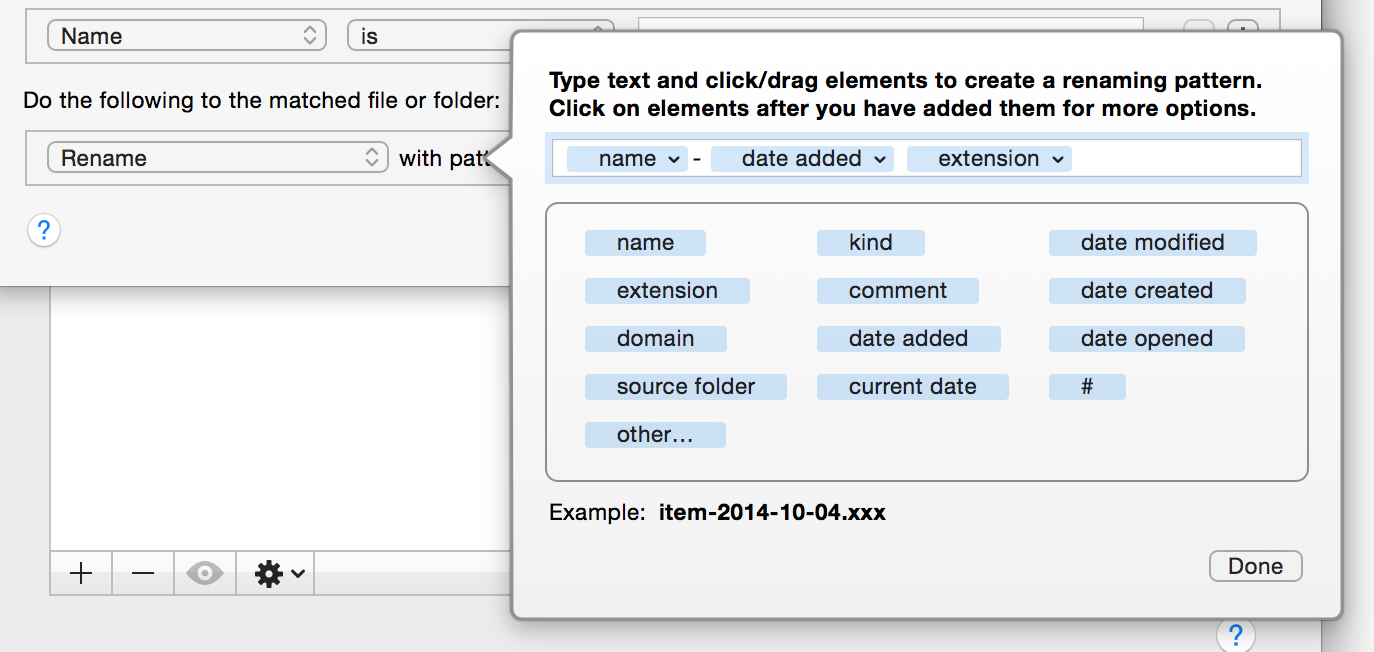 Name
is
Do the following to the matched file or folder:
Rename
with patt
?
Type text and click/drag elements to create a renaming pattern.
Click on elements after you have added them for more options.
name - date added extension
name kind date modified
extension comment date created
domain date added date opened
source folder current date #
other...
Example: item-2014-10-04.xxx
Done
?